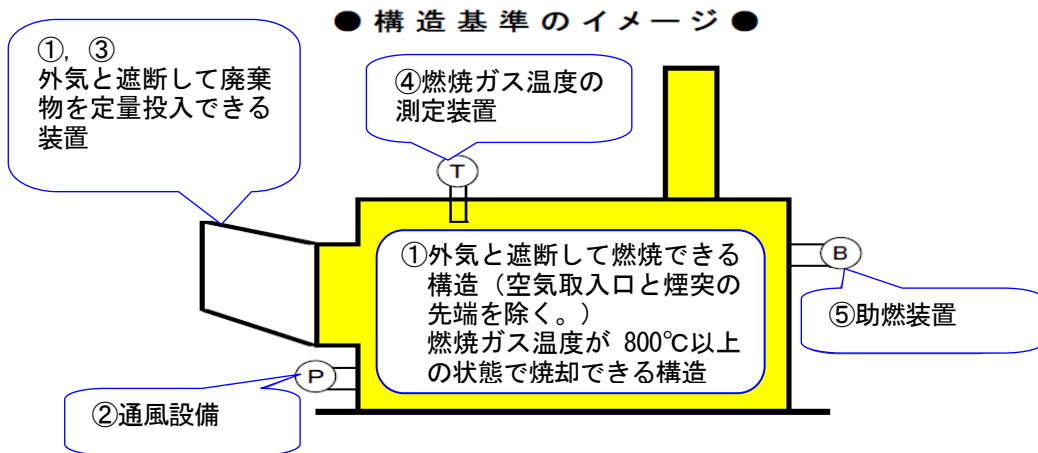 ● 構造基準のイメージ ●
①, ③
外気と遮断して廃棄
物を定量投入できる
装置
④燃焼ガス温度の
測定装置
T
①外気と遮断して燃焼できる
構造（空気取入口と煙突の
先端を除く。）
燃焼ガス温度が 800℃以上
の状態で焼却できる構造
B
⑤助燃装置
P
②通風設備